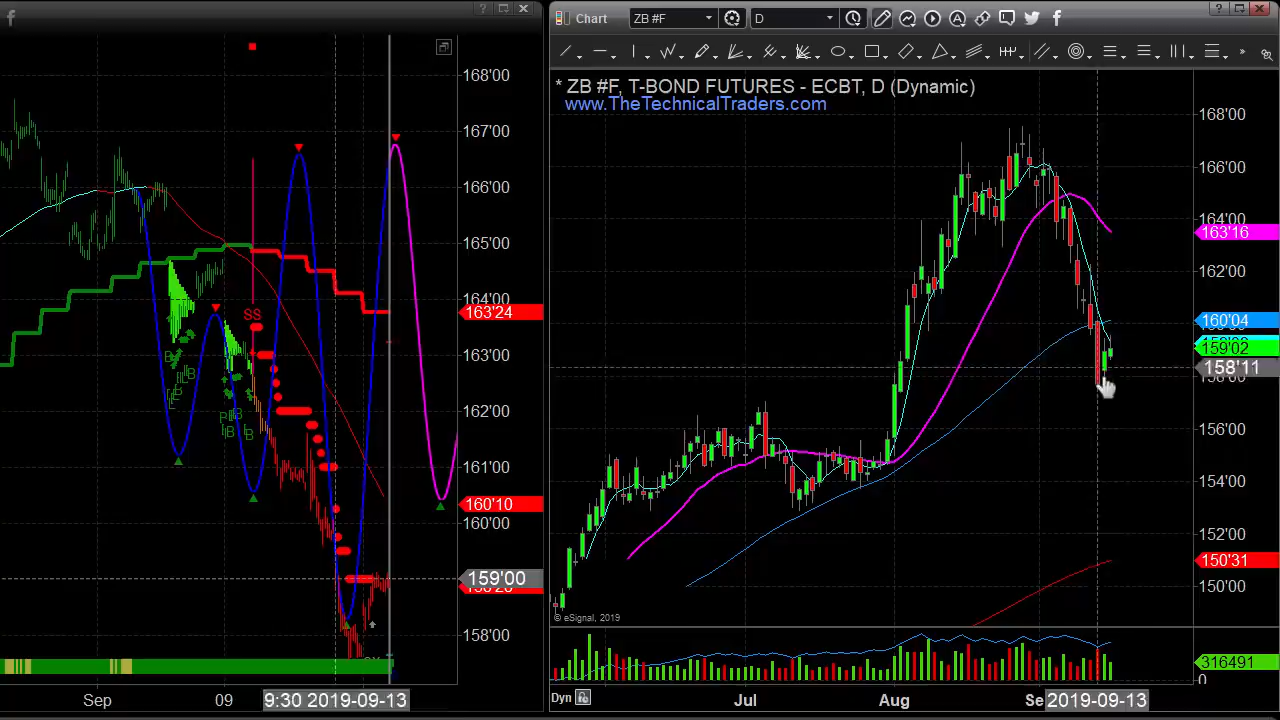 Chart
ZB #F
D
* ZB #F, T-BOND FUTURES - ECBT, D (Dynamic)
www.TheTechnicalTraders.com
168'00
167'00
166'00
165'00
164'00
163'24
163'00
162'00
161'00
160'10
160'00
159'00
158'00
SS
B
B
B
B
Sep
09
9:30 2019-09-13
168'00
166'00
164'00
163'16
162'00
160'04
159'02
158'11
156'00
154'00
152'00
150'31
150'00
© eSignal, 2019
316491
0
Dyn
Jul
Aug
Se
2019-09-13